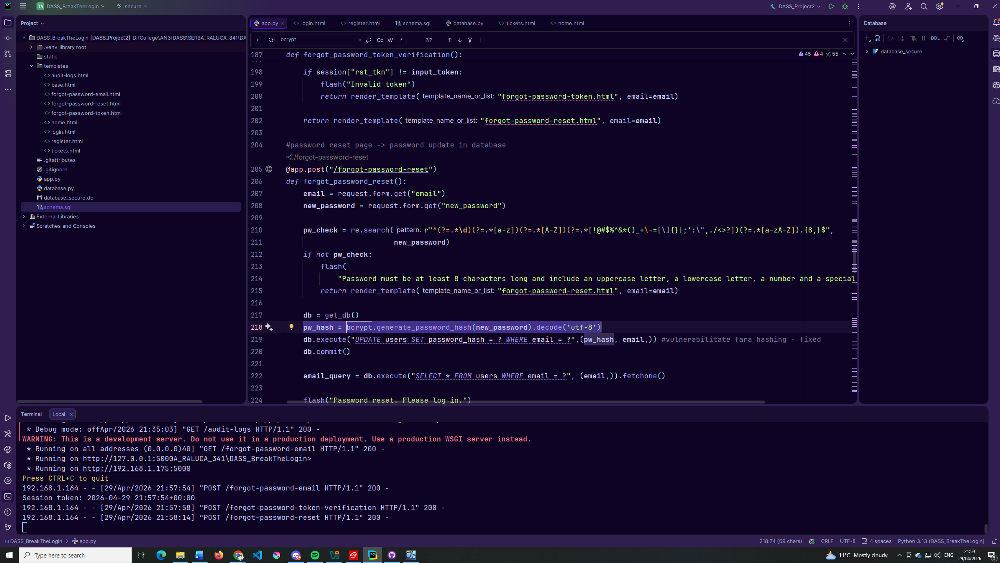 DA DASS_BreakTheLogin secure DASS_Project2
Project
DASS_BreakTheLogin [DASS_Project2] D:\College\AN3\DASS\SERBA_RALUCA_341\DA
.venv library root
static
templates
audit-logs.html
base.html
forgot-password-email.html
forgot-password-reset.html
forgot-password-token.html
home.html
login.html
register.html
tickets.html
.gitattributes
.gitignore
app.py
database.py
database_secure.db
schema.sql
External Libraries
Scratches and Consoles
app.py login.html register.html schema.sql database.py tickets.html home.html
bcrypt Cc W .* 7/7
187 def forgot_password_token_verification(): 45 4 55
198 if session["rst_tkn"] != input_token:
199 flash("Invalid token")
200 return render_template( template_name_or_list: "forgot-password-token.html", email=email)
201
202 return render_template( template_name_or_list: "forgot-password-reset.html", email=email)
203
204 #password reset page -> password update in database
/forgot-password-reset
205 @app.post("/forgot-password-reset")
206 def forgot_password_reset():
207 email = request.form.get("email")
208 new_password = request.form.get("new_password")
209
210 pw_check = re.search( pattern: r"^(?=.*\d)(?=.*[a-z])(?=.*[A-Z])(?=.*[!@#$%^&*()_+\-=[\]{}|;':\",./<>?])(?=.*[a-zA-Z]).{8,}$",
211 new_password)
212 if not pw_check:
213 flash(
214 "Password must be at least 8 characters long and include an uppercase letter, a lowercase letter, a number and a special
215 return render_template( template_name_or_list: "forgot-password-reset.html", email=email)
216
217 db = get_db()
218 pw_hash = bcrypt.generate_password_hash(new_password).decode('utf-8')
219 db.execute("UPDATE users SET password_hash = ? WHERE email = ?",(pw_hash, email,)) #vulnerabilitate fara hashing - fixed
220 db.commit()
221
222 email_query = db.execute("SELECT * FROM users WHERE email = ?", (email,)).fetchone()
223
224 flash("Password reset. Please log in.")
Database
DDL
database_secure
Terminal Local
* Debug mode: offApr/2026 21:35:03] "GET /audit-logs HTTP/1.1" 200 -
WARNING: This is a development server. Do not use it in a production deployment. Use a production WSGI server instead.
* Running on all addresses (0.0.0.0)40] "GET /forgot-password-email HTTP/1.1" 200 -
* Running on http://127.0.0.1:5000A_RALUCA_341\DASS_BreakTheLogin>
* Running on http://192.168.1.175:5000
Press CTRL+C to quit
192.168.1.164 - - [29/Apr/2026 21:57:54] "POST /forgot-password-email HTTP/1.1" 200 -
Session token: 2026-04-29 21:57:54+00:00
192.168.1.164 - - [29/Apr/2026 21:57:58] "POST /forgot-password-token-verification HTTP/1.1" 200 -
192.168.1.164 - - [29/Apr/2026 21:58:14] "POST /forgot-password-reset HTTP/1.1" 200 -
DASS_BreakTheLogin app.py 218:74 (69 chars) CRLF UTF-8 4 spaces Python 3.13 (DASS_BreakTheLogin)
Type here to search 11°C Mostly cloudy ENG 21:59
29/04/2026 5